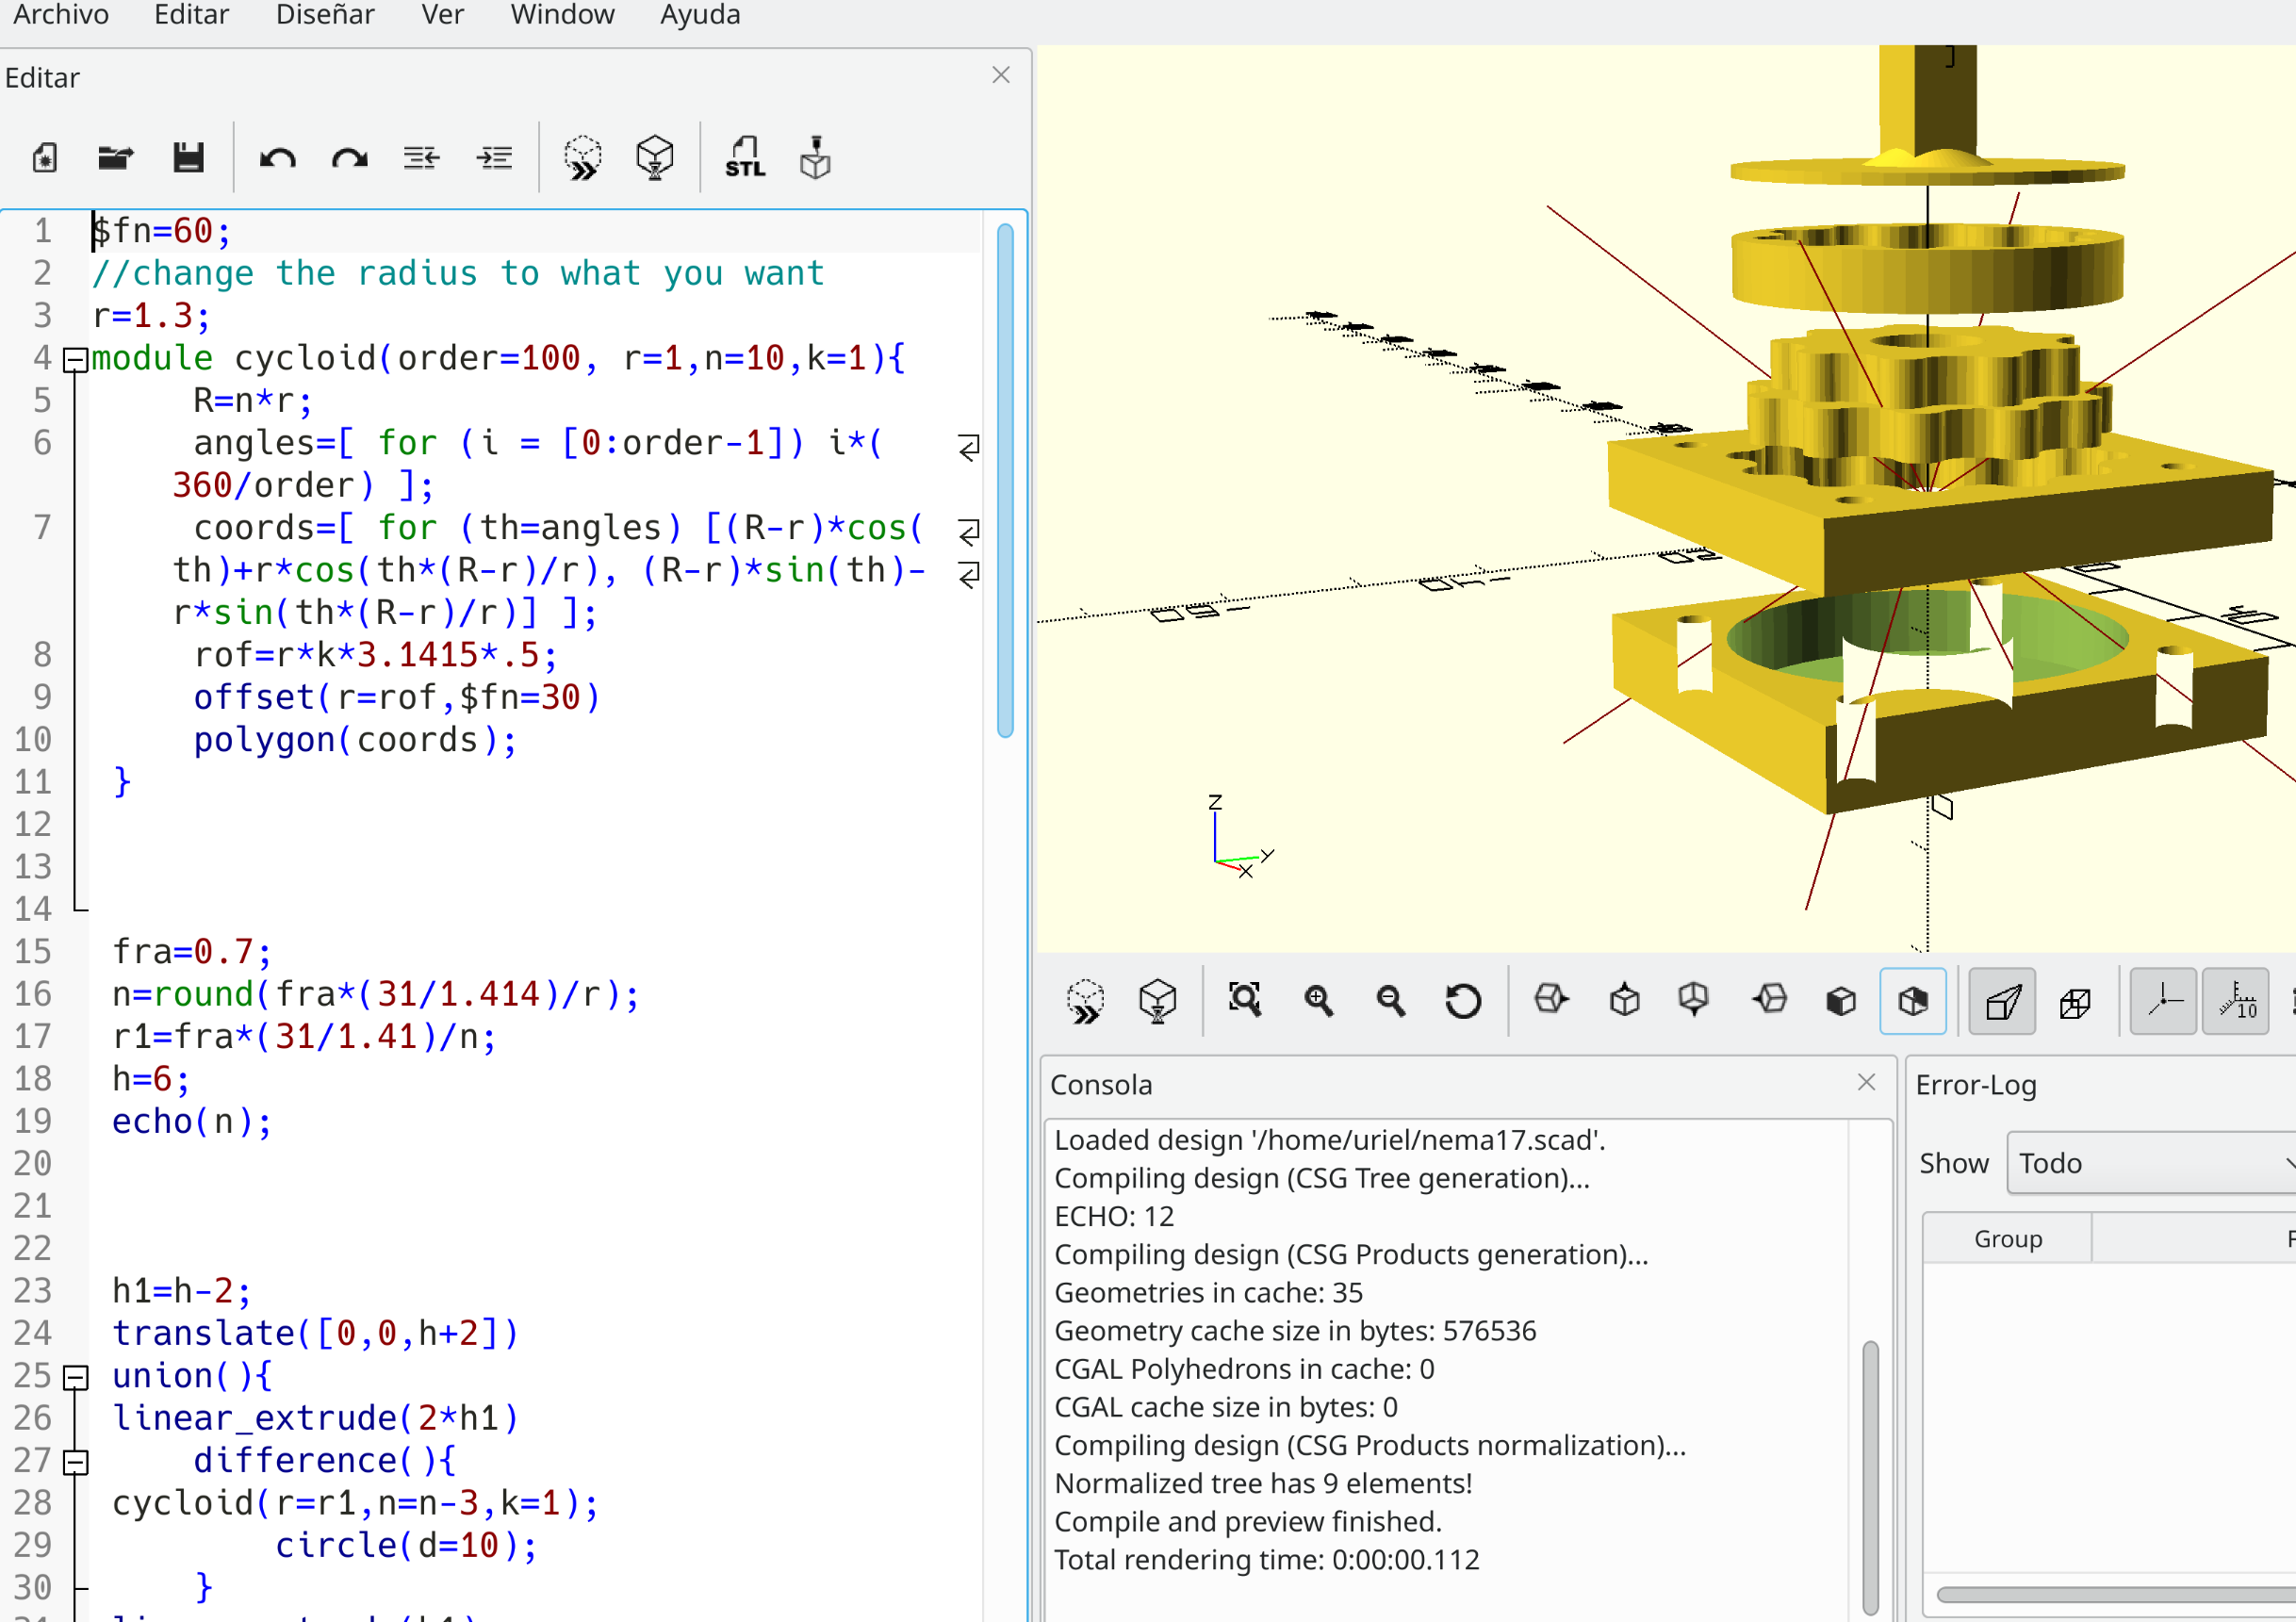 Archivo Editar Diseñar Ver Window Ayuda
Editar
STL
1 $fn=60;
2 //change the radius to what you want
3 r=1.3;
4 module cycloid(order=100, r=1,n=10,k=1){
5 R=n*r;
6 angles=[ for (i = [0:order-1]) i*(
360/order) ];
7 coords=[ for (th=angles) [(R-r)*cos(
th)+r*cos(th*(R-r)/r), (R-r)*sin(th)-
r*sin(th*(R-r)/r)] ];
8 rof=r*k*3.1415*.5;
9 offset(r=rof,$fn=30)
10 polygon(coords);
11 }
12
13
14
15 fra=0.7;
16 n=round(fra*(31/1.414)/r);
17 r1=fra*(31/1.41)/n;
18 h=6;
19 echo(n);
20
21
22
23 h1=h-2;
24 translate([0,0,h+2])
25 union(){
26 linear_extrude(2*h1)
27 difference(){
28 cycloid(r=r1,n=n-3,k=1);
29 circle(d=10);
30 }
Z
Y
X
10
Consola
Loaded design '/home/uriel/nema17.scad'.
Compiling design (CSG Tree generation)...
ECHO: 12
Compiling design (CSG Products generation)...
Geometries in cache: 35
Geometry cache size in bytes: 576536
CGAL Polyhedrons in cache: 0
CGAL cache size in bytes: 0
Compiling design (CSG Products normalization)...
Normalized tree has 9 elements!
Compile and preview finished.
Total rendering time: 0:00:00.112
Error-Log
Show Todo
Group